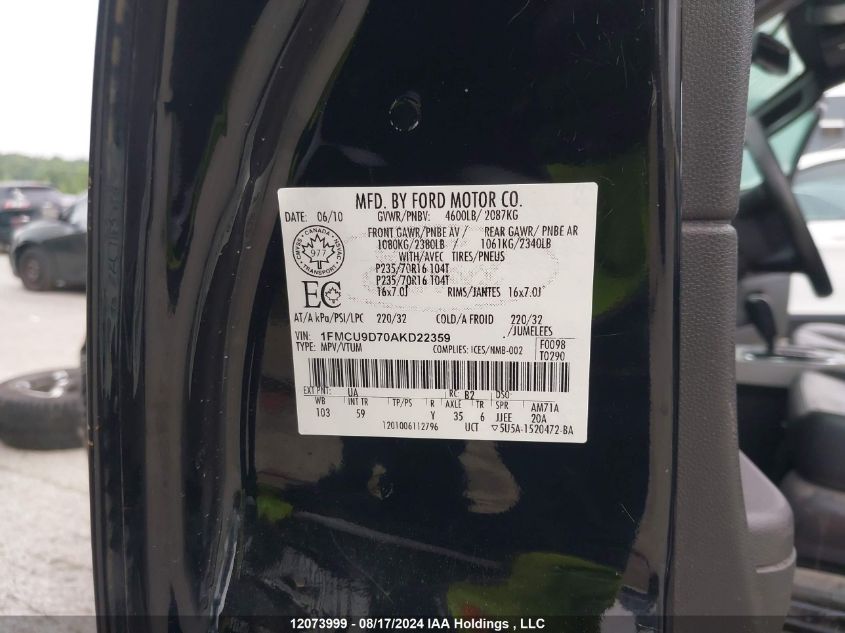 MFD. BY FORD MOTOR CO.
DATE: 06/10 GVWR/PNBV: 4600LB/ 2087KG
FRONT GAWR/PNBE AV / REAR GAWR/ PNBE AR
1080KG/2380LB / 1061KG/2340LB
WITH/AVEC TIRES/PNEUS
P235/70R16 104T
P235/70R16 104T
16x7.0J RIMS/JANTES 16x7.0J
CANADA
977
TRANSPORT
EC
AT/A kPa/PSI/LPC 220/32 COLD/A FROID 220/32
/JUMELEES
VIN: 1FMCU9D70AKD22359 F0098
TYPE: MPV/VTUM COMPLIES: ICES/NMB-002 T0290
EXT PNT: UA RC: B2 DSO:
WB INT TR TP/PS R AXLE TR SPR AM71A
103 59 Y 35 6 JJEE 20A
1201006112796 UCT ▽5U5A-1520472-BA
12073999 - 08/17/2024 IAA Holdings , LLC